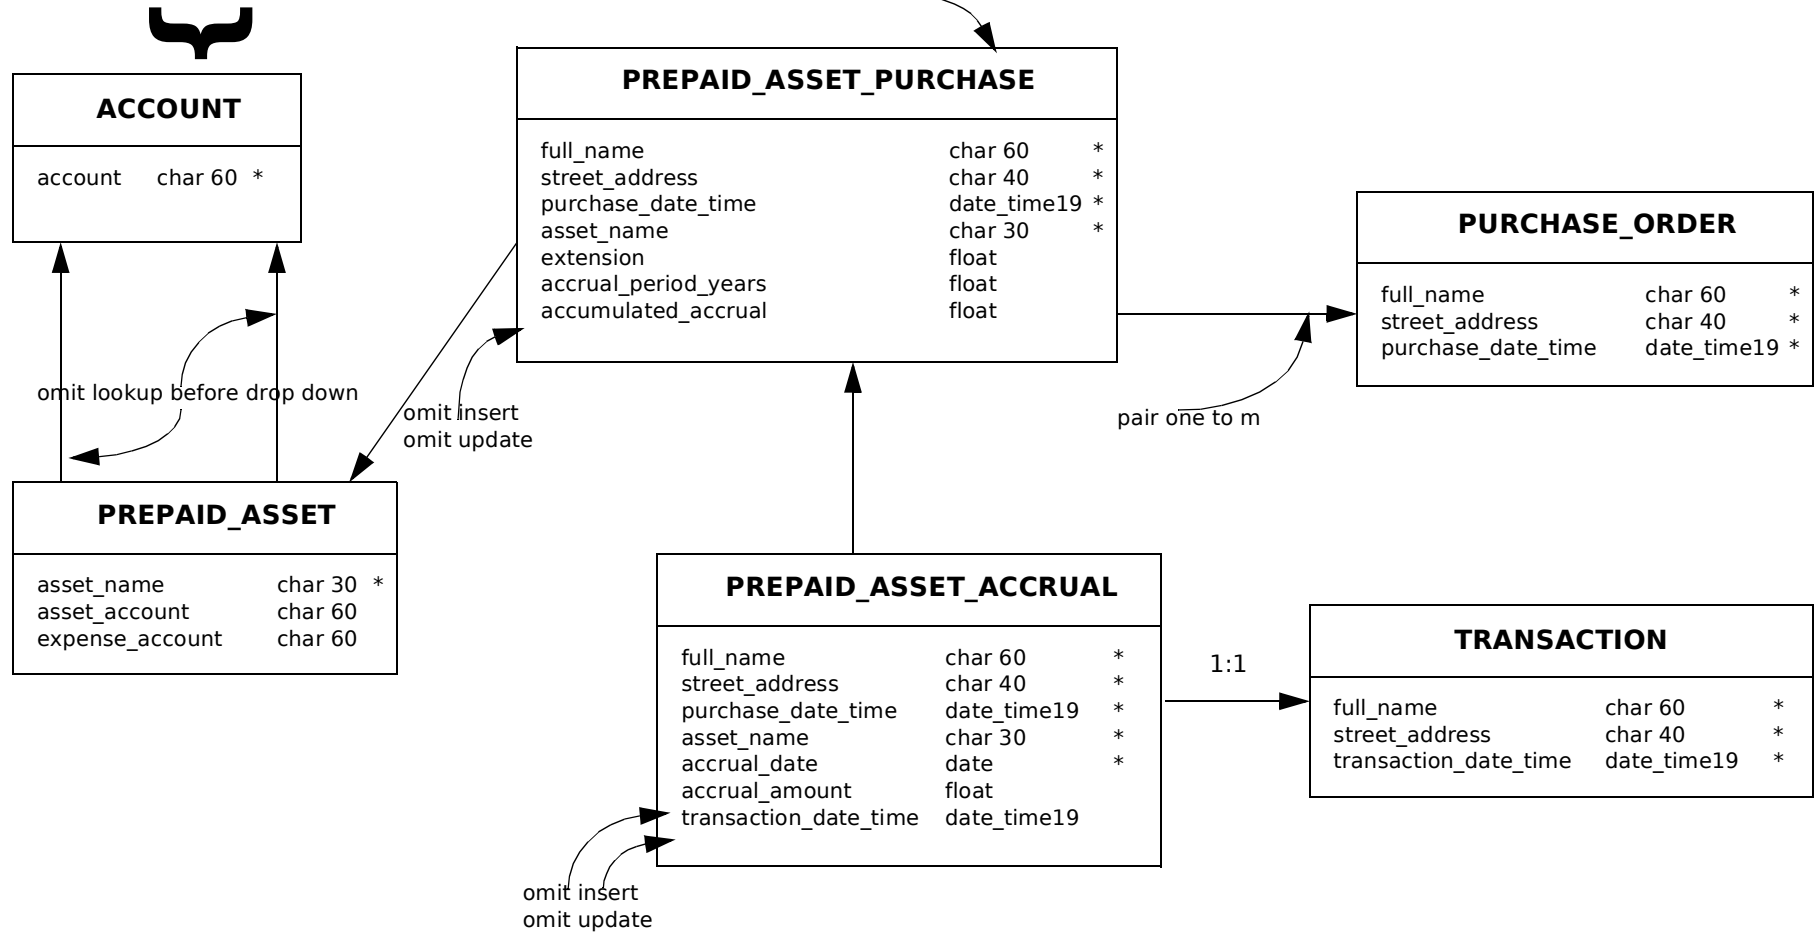 ACCOUNT
account char 60 *
omit lookup before drop down
PREPAID_ASSET
asset_name char 30 *
asset_account char 60
expense_account char 60
PREPAID_ASSET_PURCHASE
full_name char 60 *
street_address char 40 *
purchase_date_time date_time19 *
asset_name char 30 *
extension float
accrual_period_years float
accumulated_accrual float
omit insert
omit update
PURCHASE_ORDER
full_name char 60 *
street_address char 40 *
purchase_date_time date_time19 *
pair one to m
PREPAID_ASSET_ACCRUAL
full_name char 60 *
street_address char 40 *
purchase_date_time date_time19 *
asset_name char 30 *
accrual_date date *
accrual_amount float
transaction_date_time date_time19
omit insert
omit update
1:1
TRANSACTION
full_name char 60 *
street_address char 40 *
transaction_date_time date_time19 *